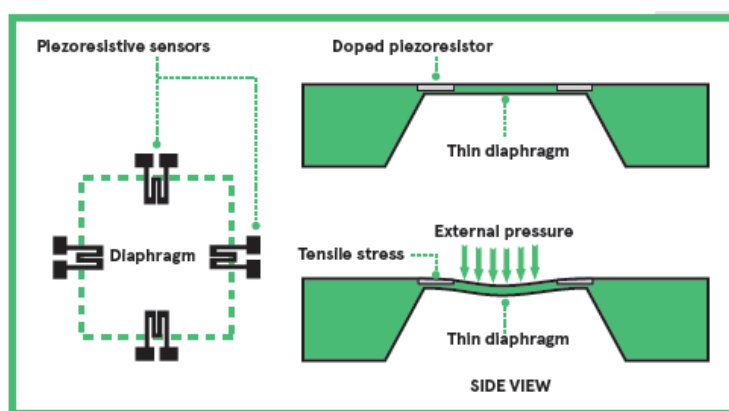 Piezoresistive sensors
Diaphragm
Doped piezoresistor
Thin diaphragm
External pressure
Tensile stress
Thin diaphragm
SIDE VIEW